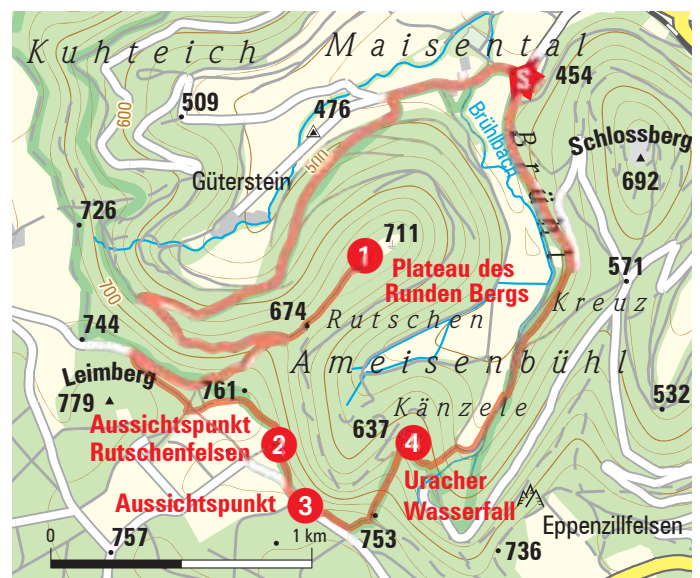 Kuhteich
Maisental
S
454
600
509
476
500
Güterstein
Brühlbach
Brühl
Schlossberg
692
726
1
711
Plateau des
Runden Bergs
571
700
674
Rutschen
Kreuz
744
Leimberg
779
761
Ameisenbühl
532
Känzele
Aussichtspunkt
Rutschenfelsen
2
637
4
Uracher
Wasserfall
Aussichtspunkt
3
Eppenzillfelsen
753
757
736
0
1 km